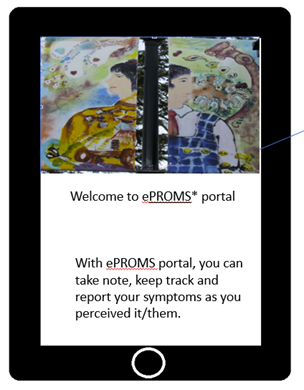 Welcome to ePROMS* portal
With ePROMS portal, you can
take note, keep track and
report your symptoms as you
perceived it/them.